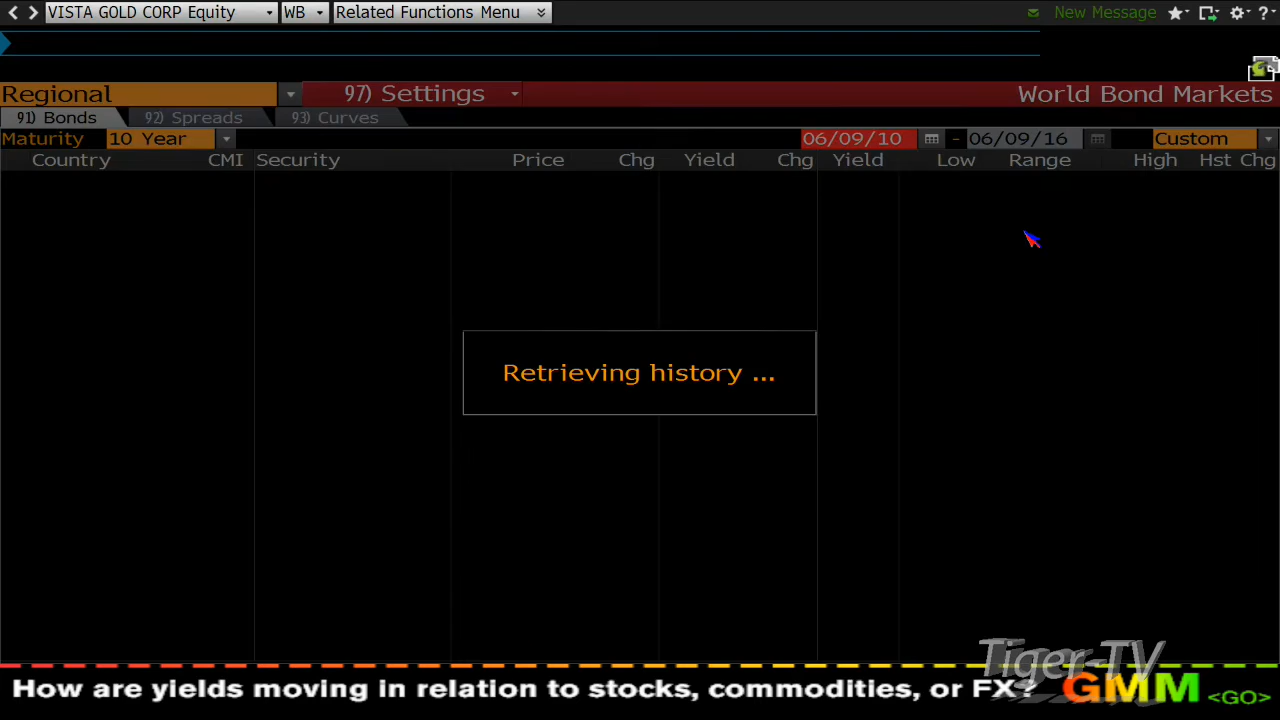 VISTA GOLD CORP Equity WB Related Functions Menu New Message ?
Regional 97) Settings World Bond Markets
91) Bonds 92) Spreads 93) Curves
Maturity 10 Year 06/09/10 - 06/09/16 Custom
Country CMI Security Price Chg Yield Chg Yield Low Range High Hst Chg
Retrieving history ...
Tiger-TV
How are yields moving in relation to stocks, commodities, or FX? GMM <GO>